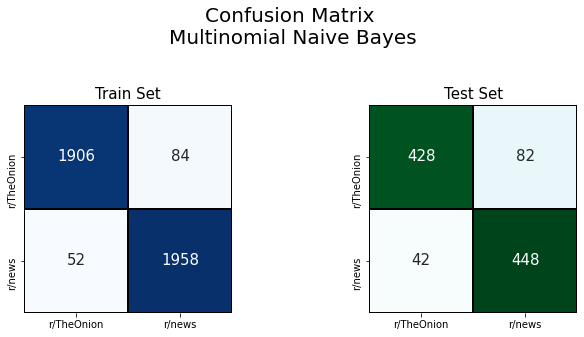 Confusion Matrix
Multinomial Naive Bayes
Train Set
r/TheOnion
1906
84
r/news
52
1958
r/TheOnion
r/news
Test Set
r/TheOnion
428
82
r/news
42
448
r/TheOnion
r/news